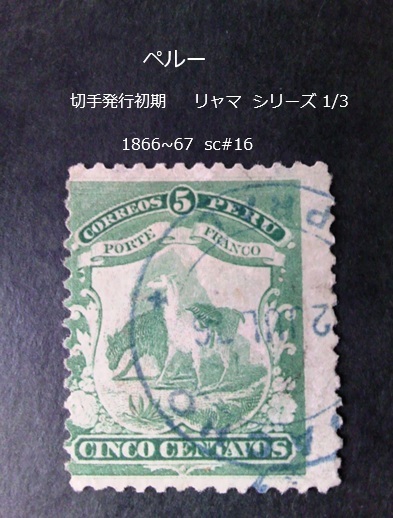 ペルー
切手発行初期 リャマ シリーズ 1/3
1866~67 sc#16
CORREOS 5 PERU
PORTE FRANCO
CINCO CENTAVOS